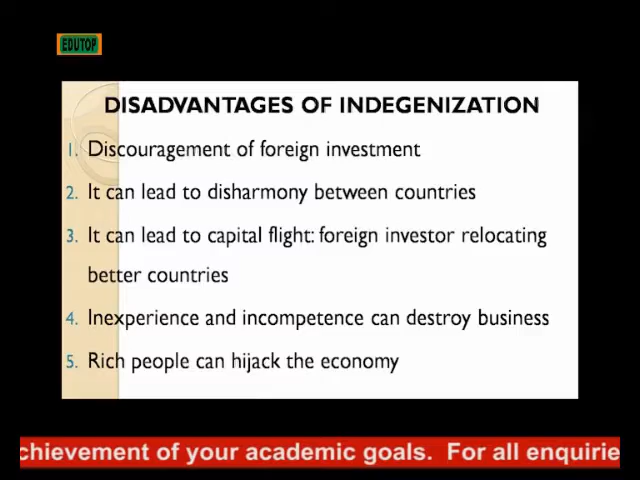 EDUTOP
DISADVANTAGES OF INDEGENIZATION
1. Discouragement of foreign investment
2. It can lead to disharmony between countries
3. It can lead to capital flight: foreign investor relocating
better countries
4. Inexperience and incompetence can destroy business
5. Rich people can hijack the economy
chievement of your academic goals. For all enquirie